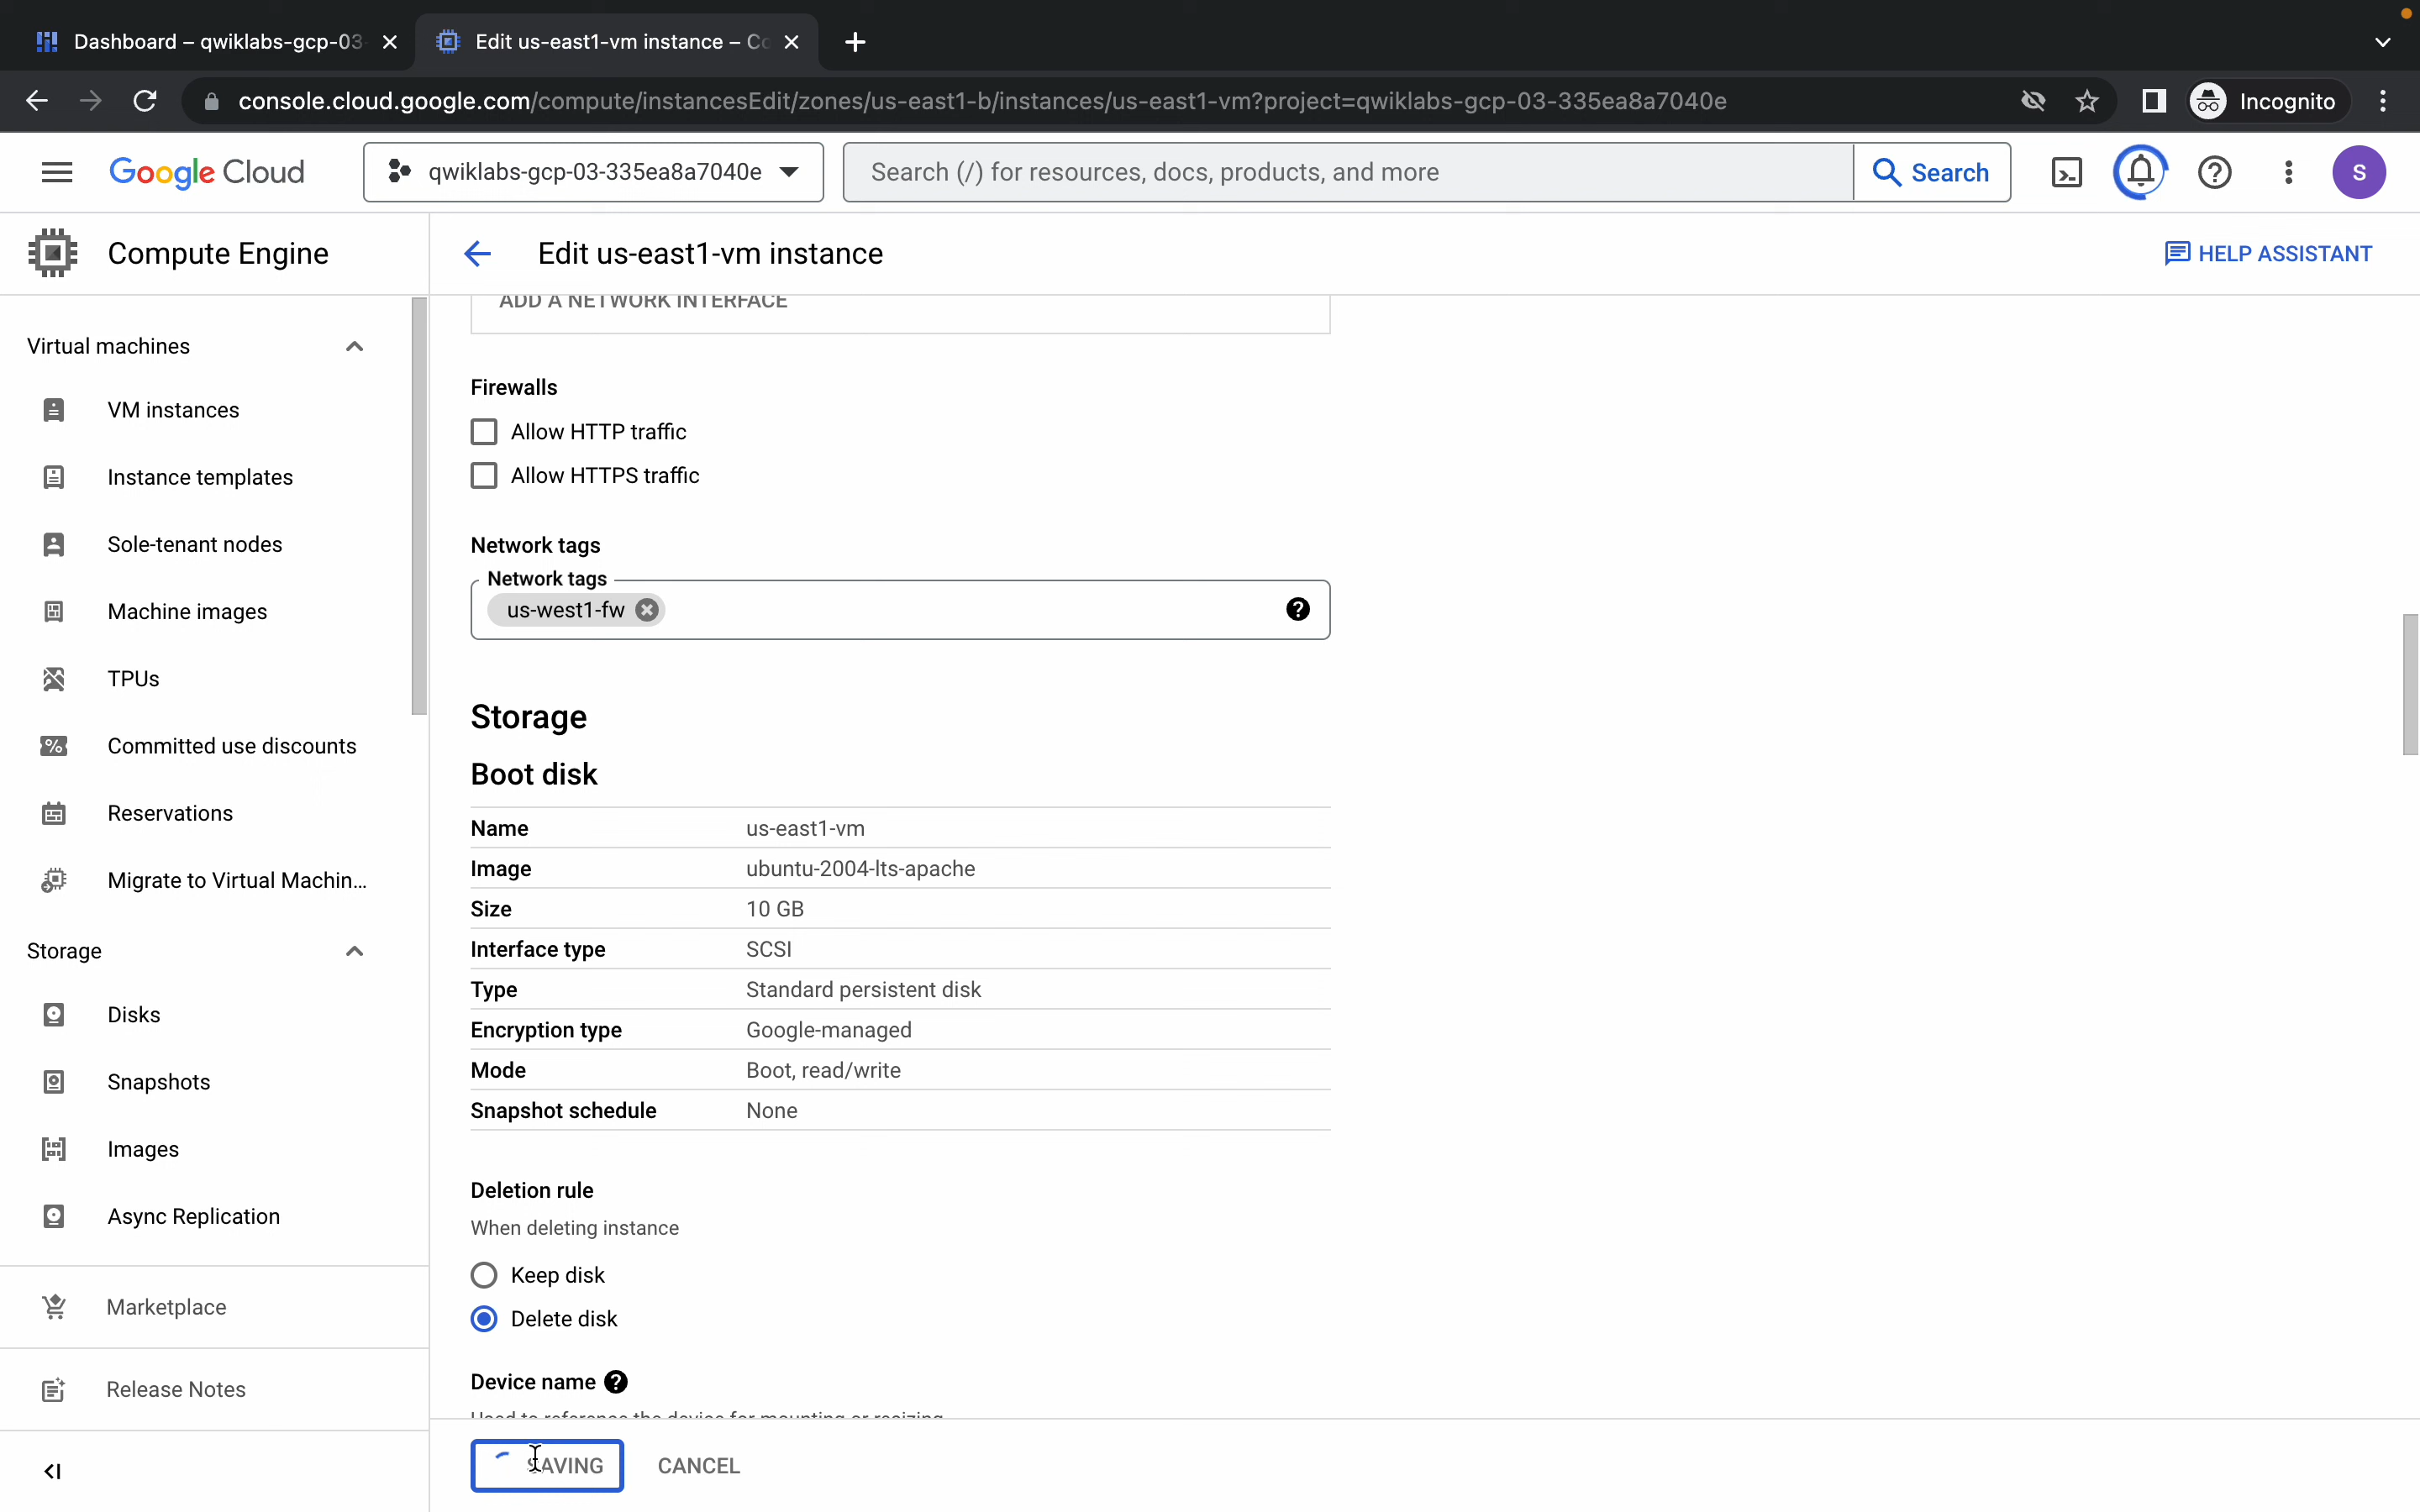 Dashboard – qwiklabs-gcp-03
Edit us-east1-vm instance – Co
console.cloud.google.com/compute/instancesEdit/zones/us-east1-b/instances/us-east1-vm?project=qwiklabs-gcp-03-335ea8a7040e
Incognito
Google Cloud
qwiklabs-gcp-03-335ea8a7040e
Search (/) for resources, docs, products, and more
Search
S
Compute Engine
Edit us-east1-vm instance
HELP ASSISTANT
Virtual machines
VM instances
Instance templates
Sole-tenant nodes
Machine images
TPUs
Committed use discounts
Reservations
Migrate to Virtual Machin...
Storage
Disks
Snapshots
Images
Async Replication
Marketplace
Release Notes
ADD A NETWORK INTERFACE
Firewalls
Allow HTTP traffic
Allow HTTPS traffic
Network tags
Network tags
us-west1-fw
Storage
Boot disk
Name us-east1-vm
Image ubuntu-2004-lts-apache
Size 10 GB
Interface type SCSI
Type Standard persistent disk
Encryption type Google-managed
Mode Boot, read/write
Snapshot schedule None
Deletion rule
When deleting instance
Keep disk
Delete disk
Device name
Used to reference the device for mounting or resizing
SAVING
CANCEL